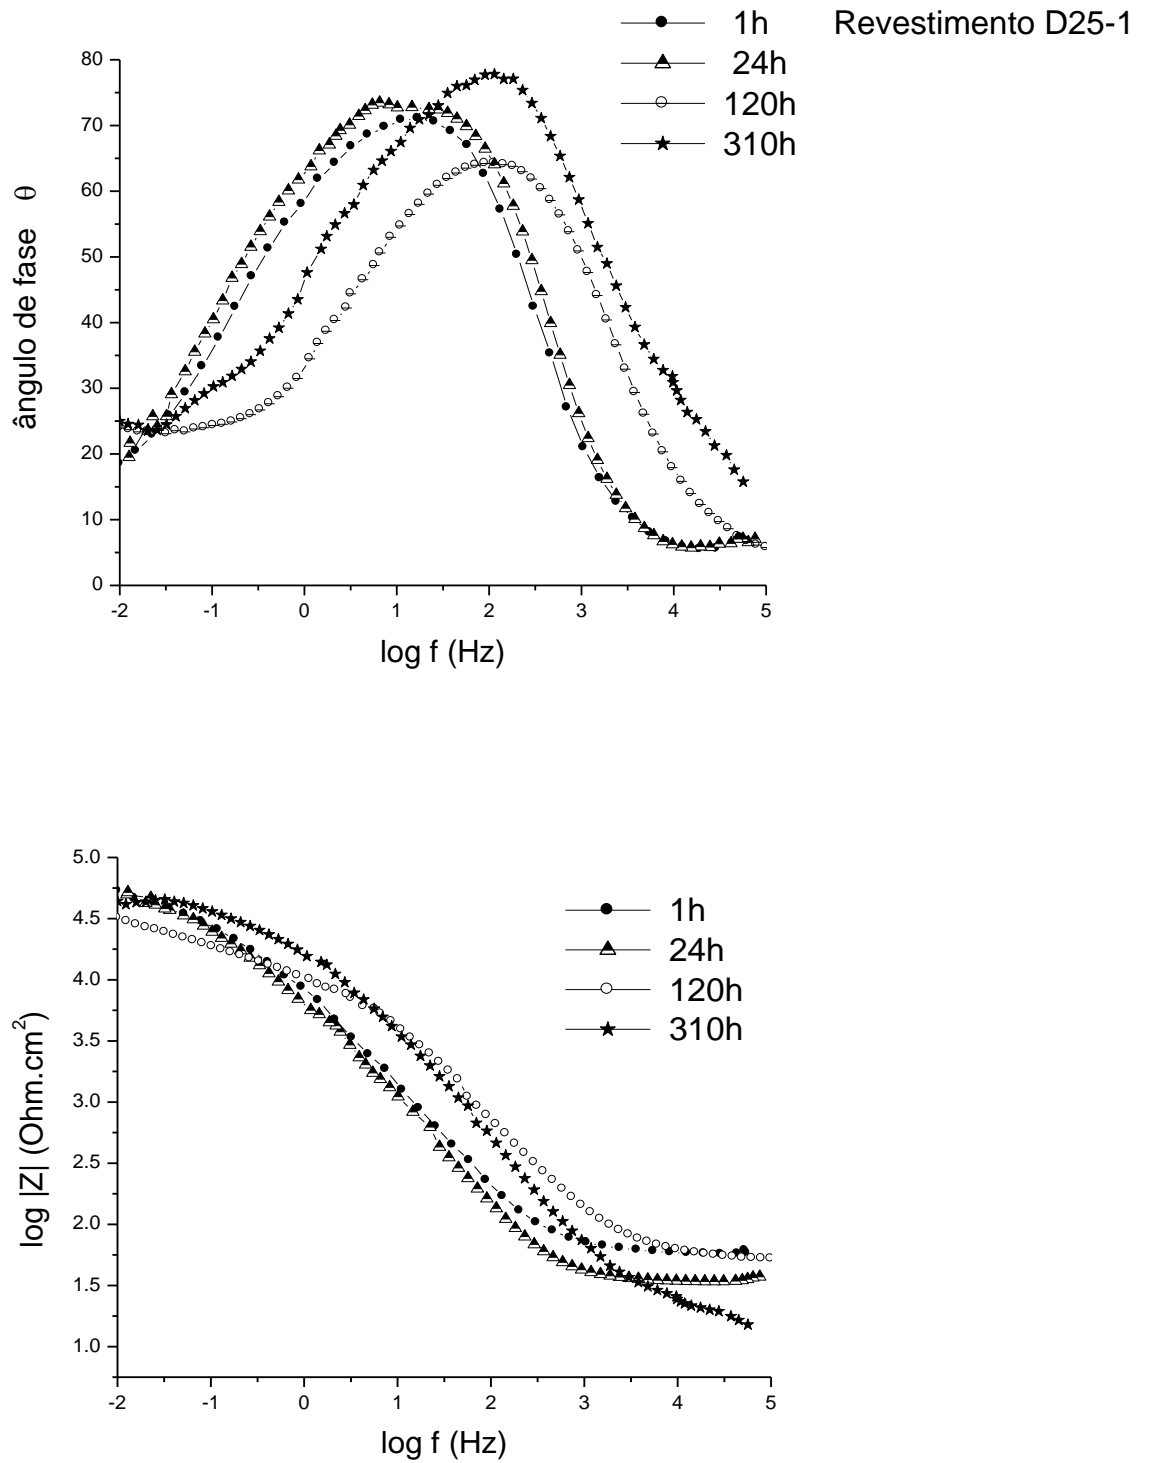 1h
Revestimento D25-1
24h
120h
310h
80
70
60
50
40
30
20
10
0
ângulo de fase θ
-2 -1 0 1 2 3 4 5
log f (Hz)
5.0
4.5
4.0
3.5
3.0
2.5
2.0
1.5
1.0
log |Z| (Ohm.cm²)
1h
24h
120h
310h
-2 -1 0 1 2 3 4 5
log f (Hz)